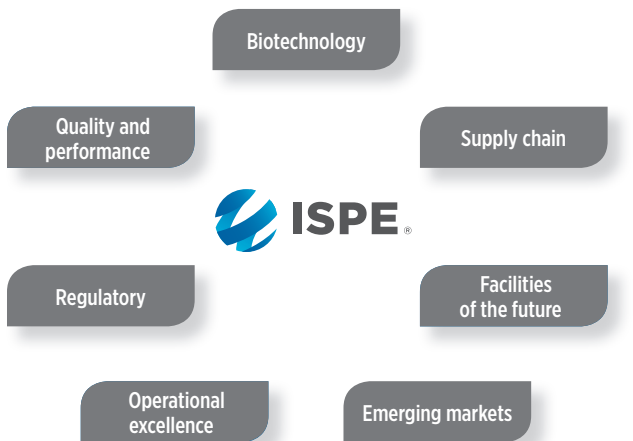 Biotechnology
Quality and
performance
Supply chain
ISPE®
Regulatory
Facilities
of the future
Operational
excellence
Emerging markets